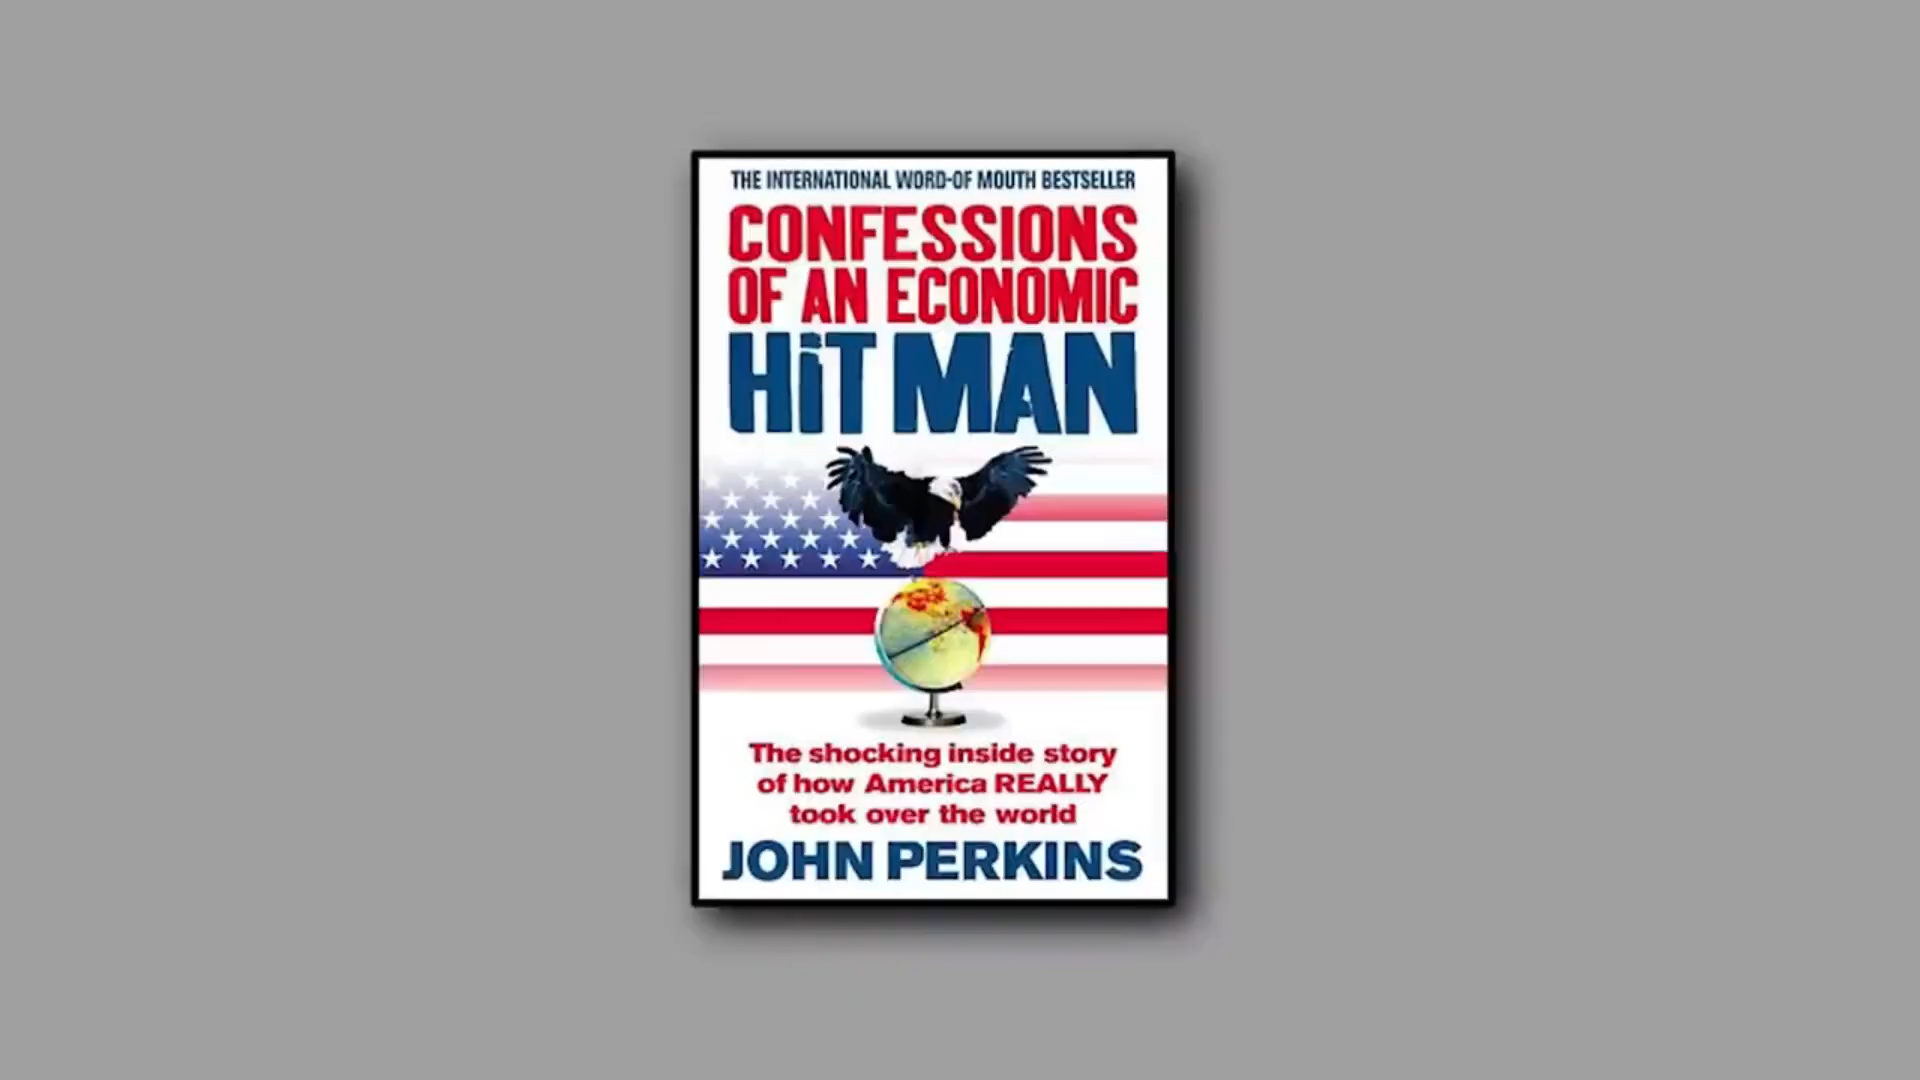 THE INTERNATIONAL WORD-OF MOUTH BESTSELLER
CONFESSIONS
OF AN ECONOMIC
HiT MAN
The shocking inside story
of how America REALLY
took over the world
JOHN PERKINS